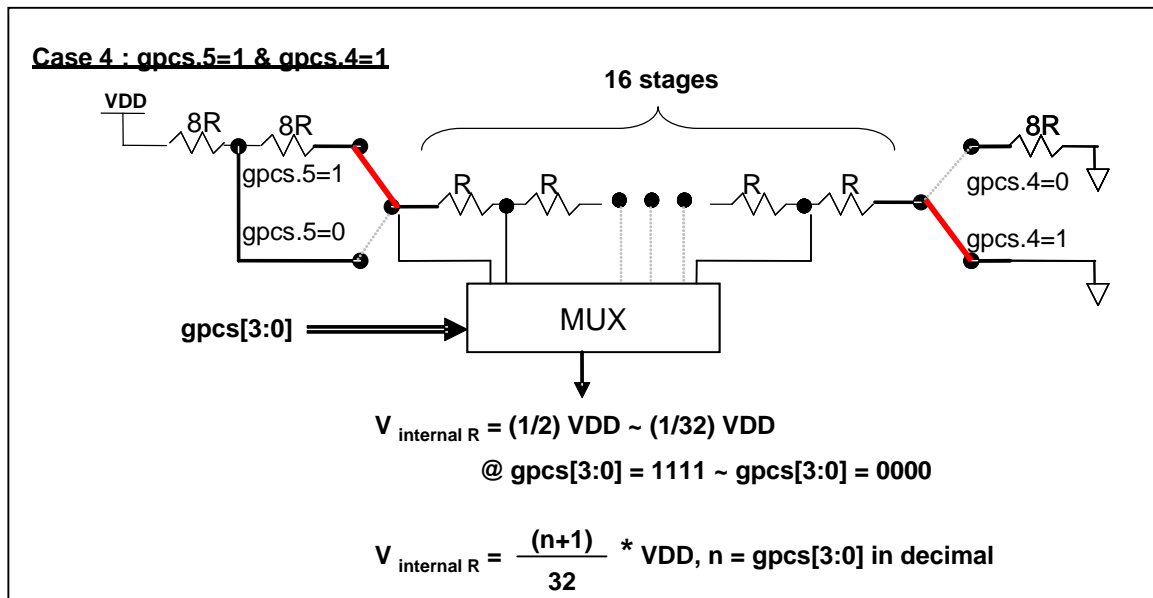 Case 4 : gpcs.5=1 & gpcs.4=1
16 stages
VDD
8R
8R
8R
gpcs.5=1
R
R
R
R
gpcs.4=0
gpcs.5=0
gpcs.4=1
gpcs[3:0]
MUX
V internal R = (1/2) VDD ~ (1/32) VDD
@ gpcs[3:0] = 1111 ~ gpcs[3:0] = 0000
V internal R = (n+1) / 32 * VDD, n = gpcs[3:0] in decimal